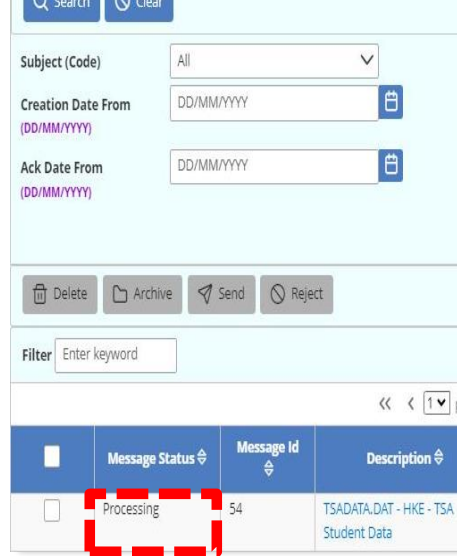 Search Clear
Subject (Code) All
Creation Date From DD/MM/YYYY
(DD/MM/YYYY)
Ack Date From DD/MM/YYYY
(DD/MM/YYYY)
Delete Archive Send Reject
Filter Enter keyword
<< < 1
Message Status Message Id Description
Processing 54 TSADATA.DAT - HKE - TSA
Student Data